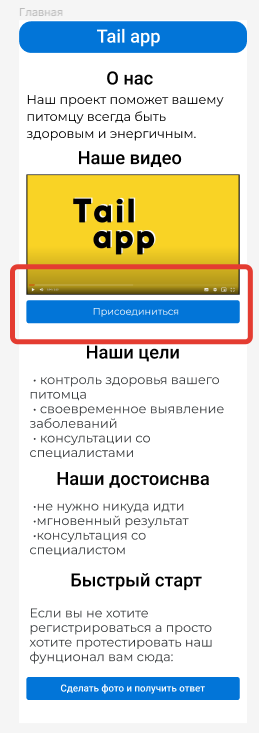 Главная
Tail app
О нас
Наш проект поможет вашему
питомцу всегда быть
здоровым и энергичным.
Наше видео
Tail
app
Присоединиться
Наши цели
• контроль здоровья вашего
питомца
• своевременное выявление
заболеваний
• консультации со
специалистами
Наши достоиснва
•не нужно никуда идти
•мгновенный результат
•консультация со
специалистом
Быстрый старт
Если вы не хотите
регистрироваться а просто
хотите протестировать наш
фунционал вам сюда:
Сделать фото и получить ответ